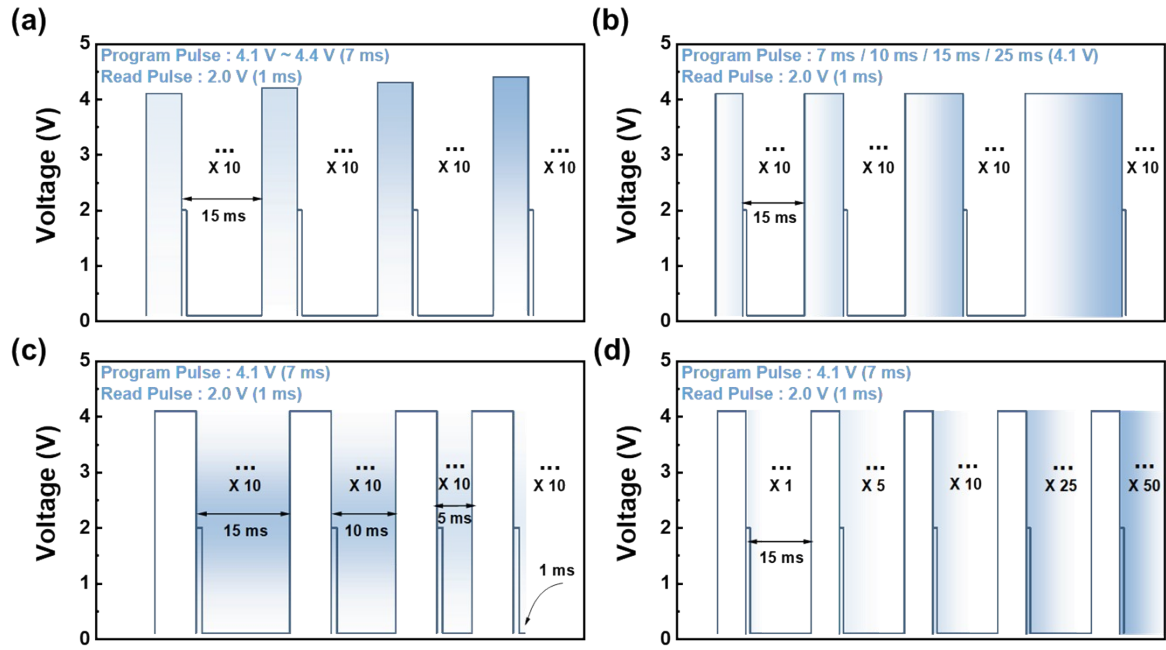 (a)
Program Pulse : 4.1 V ~ 4.4 V (7 ms)
Read Pulse : 2.0 V (1 ms)
Voltage (V)
5
4
3
2
1
0
... ... ... ...
X 10 X 10 X 10 X 10
15 ms
(b)
Program Pulse : 7 ms / 10 ms / 15 ms / 25 ms (4.1 V)
Read Pulse : 2.0 V (1 ms)
Voltage (V)
5
4
3
2
1
0
... ... ... ...
X 10 X 10 X 10 X 10
15 ms
(c)
Program Pulse : 4.1 V (7 ms)
Read Pulse : 2.0 V (1 ms)
Voltage (V)
5
4
3
2
1
0
... ... ... ...
X 10 X 10 X 10 X 10
15 ms 10 ms 5 ms
1 ms
(d)
Program Pulse : 4.1 V (7 ms)
Read Pulse : 2.0 V (1 ms)
Voltage (V)
5
4
3
2
1
0
... ... ... ... ...
X 1 X 5 X 10 X 25 X 50
15 ms